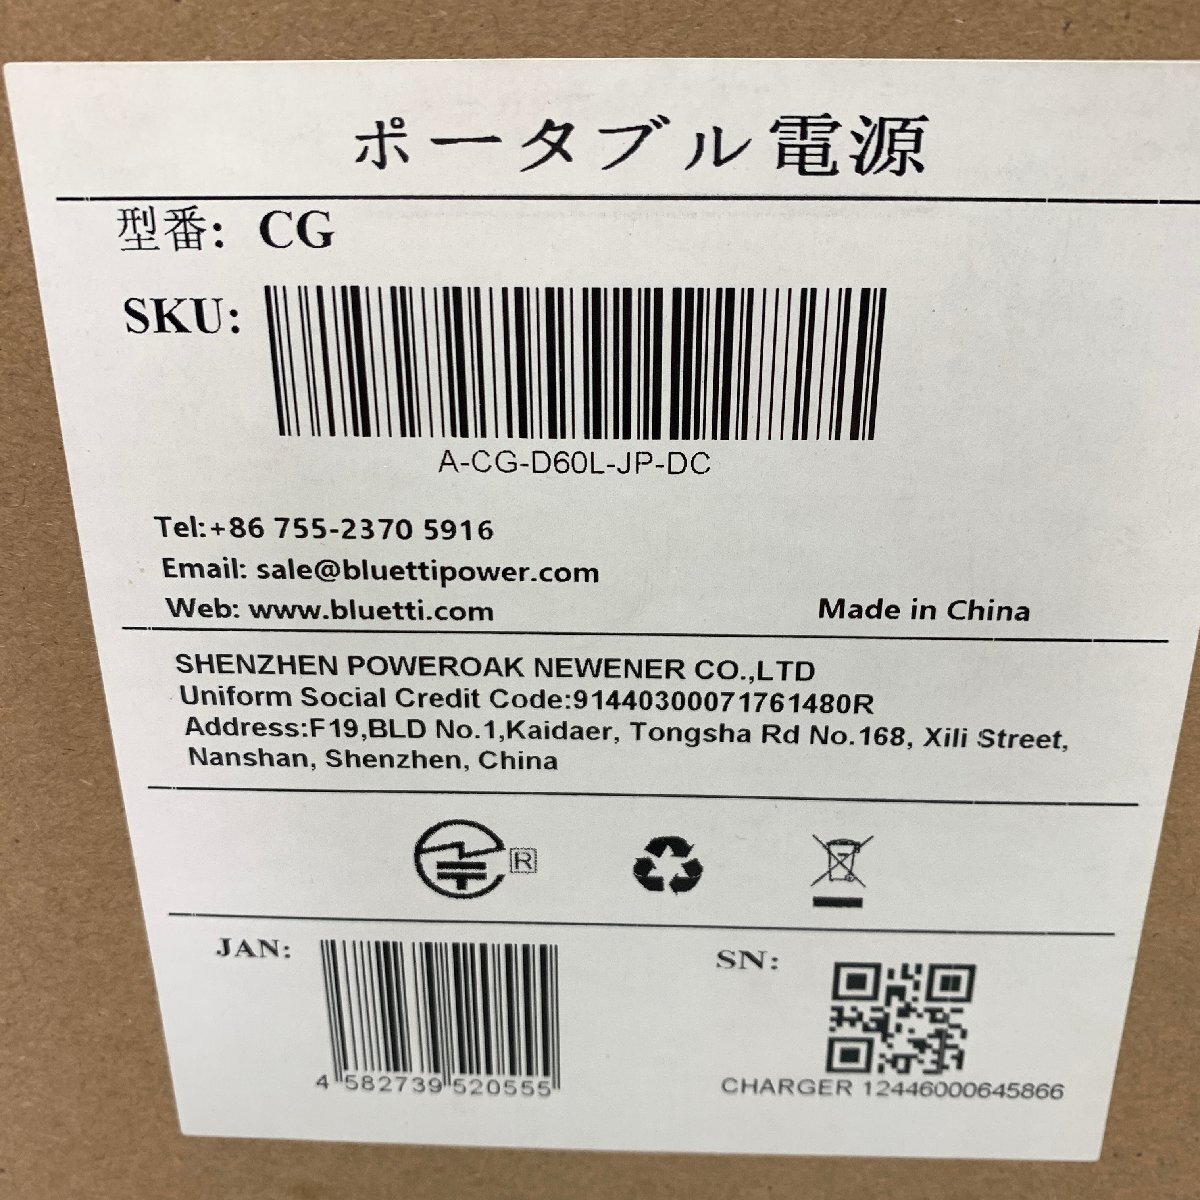 ポータブル電源
型番: CG
SKU:
A-CG-D60L-JP-DC
Tel:+86 755-2370 5916
Email: sale@bluettipower.com
Web: www.bluetti.com
Made in China
SHENZHEN POWEROAK NEWENER CO.,LTD
Uniform Social Credit Code:91440300071761480R
Address:F19,BLD No.1,Kaidaer, Tongsha Rd No.168, Xili Street,
Nanshan, Shenzhen, China
R
JAN:
4 582739 520555
SN:
CHARGER 12446000645866